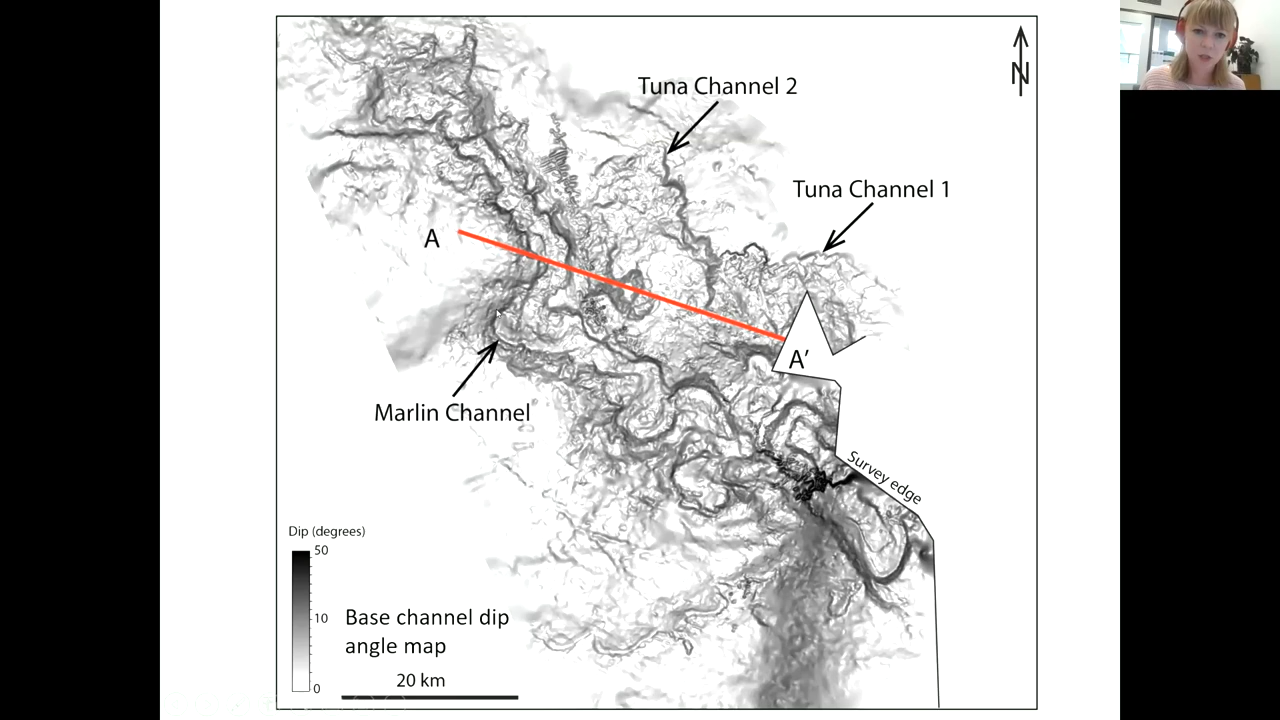 N
Tuna Channel 2
Tuna Channel 1
A
A’
Marlin Channel
Survey edge
Dip (degrees)
50
10
0
Base channel dip
angle map
20 km